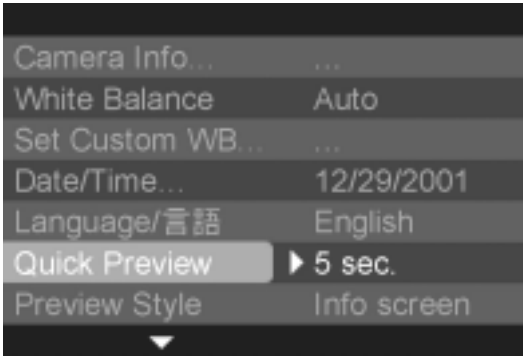 Camera Info... ...
White Balance Auto
Set Custom WB... ...
Date/Time... 12/29/2001
Language/言語 English
Quick Preview 5 sec.
Preview Style Info screen